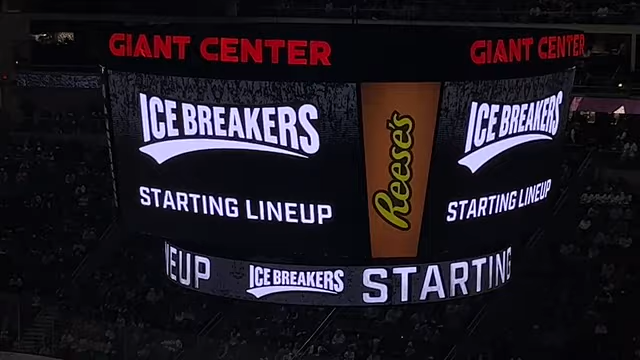 GIANT CENTER
GIANT CENTER
ICE BREAKERS
STARTING LINEUP
Reese's
ICE BREAKERS
STARTING LINEUP
EUP
ICE BREAKERS
STARTING